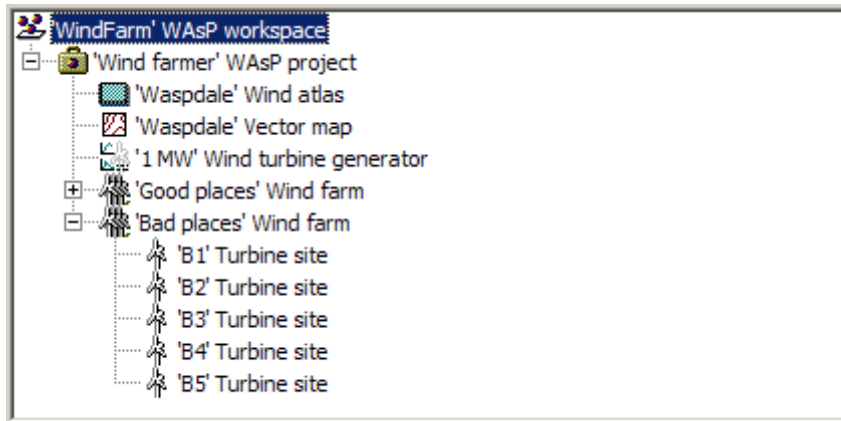 WindFarm' WAsP workspace
'Wind farmer' WAsP project
'Waspdale' Wind atlas
'Waspdale' Vector map
'1 MW' Wind turbine generator
'Good places' Wind farm
'Bad places' Wind farm
'B1' Turbine site
'B2' Turbine site
'B3' Turbine site
'B4' Turbine site
'B5' Turbine site